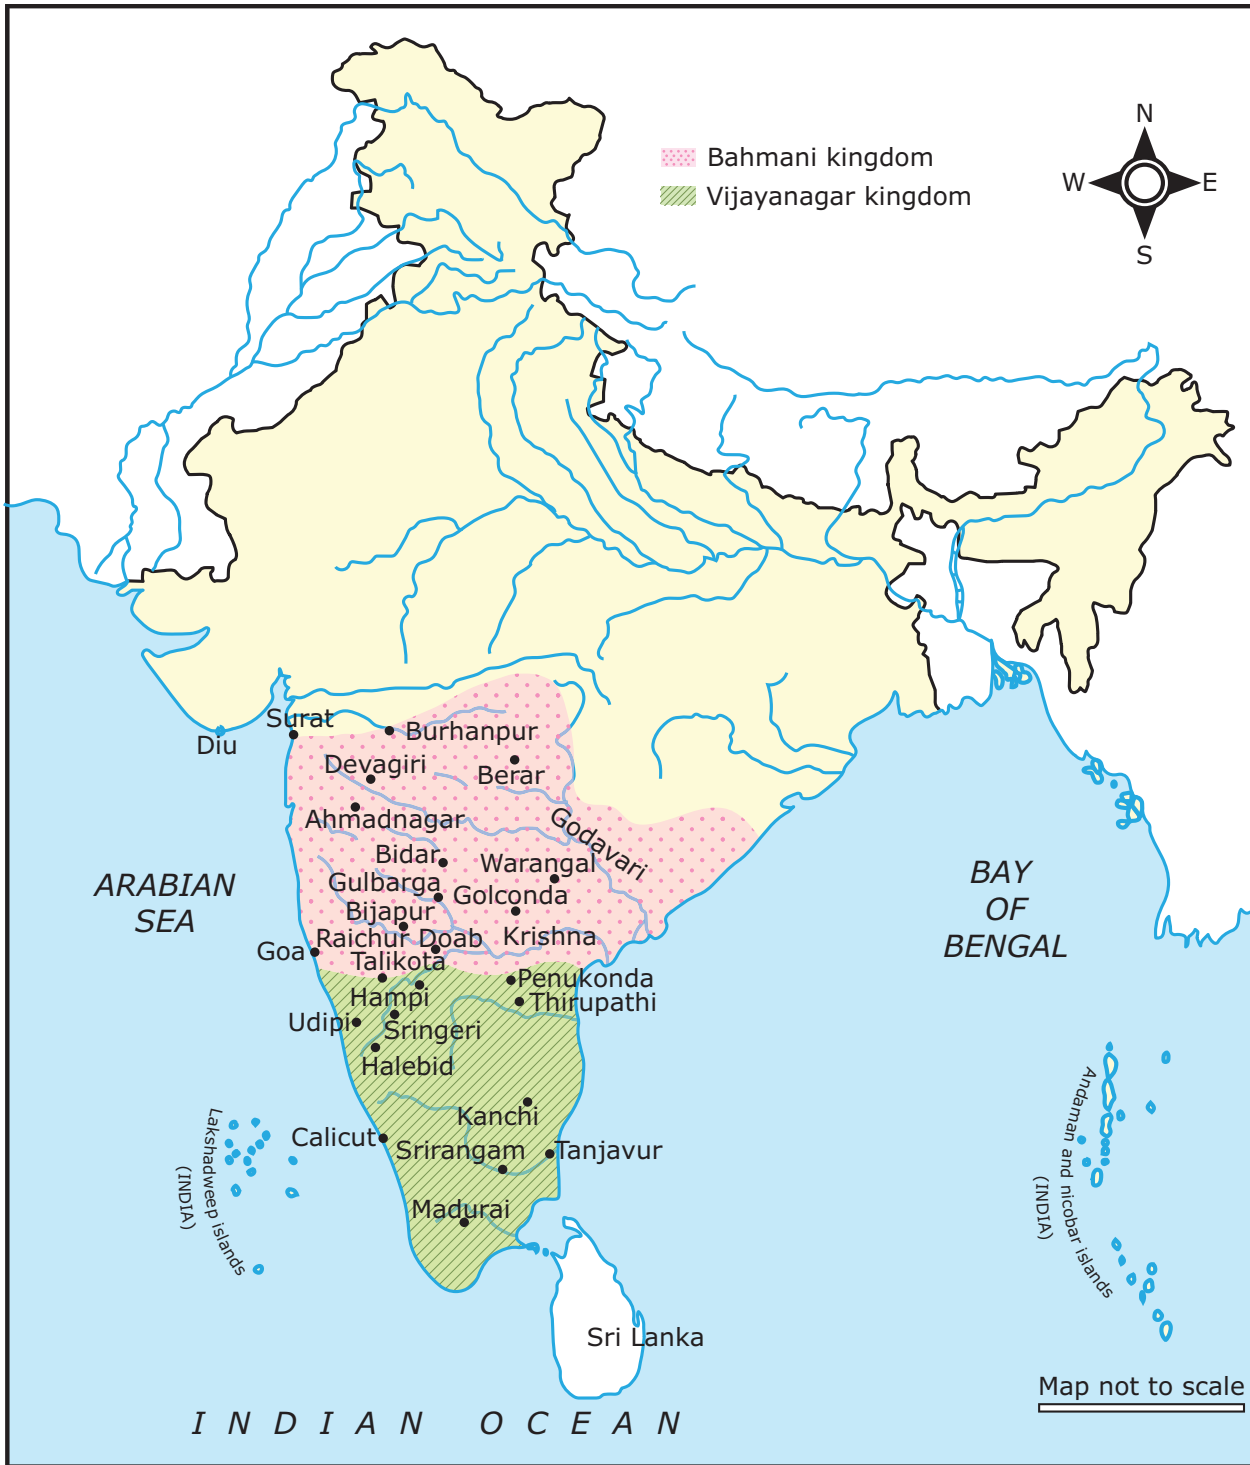 N
Bahmani kingdom
W
E
Vijayanagar kingdom
S
Surat
Diu
Burhanpur
Devagiri
Berar
Ahmadnagar
Godavari
Bidar
Warangal
ARABIAN
SEA
Gulbarga
Golconda
BAY
OF
BENGAL
Bijapur
Raichur Doab
Krishna
Goa
Talikota
Penukonda
Hampi
Thirupathi
Udipi
Sringeri
Halebid
Kanchi
Calicut
Srirangam
Tanjavur
Madurai
Lakshadweep islands
(INDIA)
Andaman and nicobar islands
(INDIA)
Sri Lanka
Map not to scale
INDIAN OCEAN